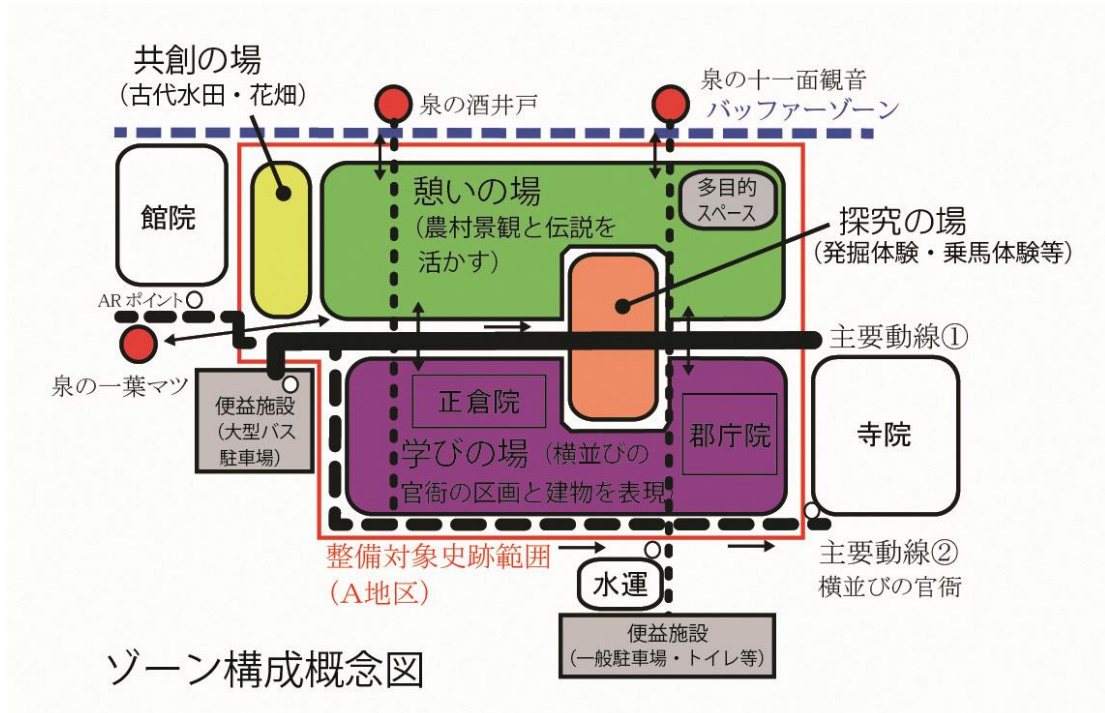 共創の場
(古代水田・花畑)
泉の酒井戸
泉の十一面観音
バッファーゾーン
館院
憩いの場
(農村景観と伝説を
活かす)
多目的
スペース
探究の場
(発掘体験・乗馬体験等)
ARポイント
主要動線①
泉の一葉マツ
便益施設
(大型バス
駐車場)
正倉院
郡庁院
寺院
学びの場 (横並びの
官衙の区画と建物を表現)
整備対象史跡範囲
(A地区)
主要動線②
横並びの官衙
水運
便益施設
(一般駐車場・トイレ等)
ゾーン構成概念図